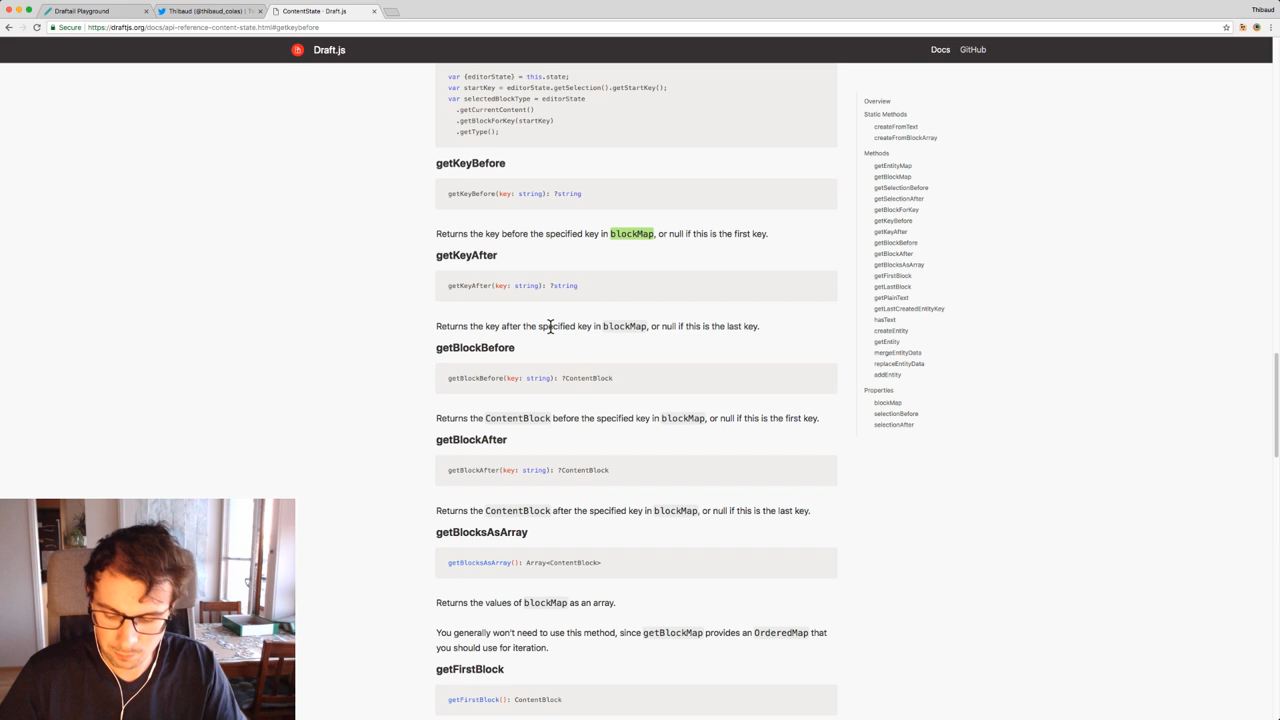 Draftail Playground
Thibaud (@thibaud_colas) | Tw
ContentState · Draft.js
Thibaud
Secure | https://draftjs.org/docs/api-reference-content-state.html#getkeybefore
Draft.js
Docs
GitHub
var {editorState} = this.state;
var startKey = editorState.getSelection().getStartKey();
var selectedBlockType = editorState
.getCurrentContent()
.getBlockForKey(startKey)
.getType();
getKeyBefore
getKeyBefore(key: string): ?string
Returns the key before the specified key in blockMap, or null if this is the first key.
getKeyAfter
getKeyAfter(key: string): ?string
Returns the key after the specified key in blockMap, or null if this is the last key.
getBlockBefore
getBlockBefore(key: string): ?ContentBlock
Returns the ContentBlock before the specified key in blockMap, or null if this is the first key.
getBlockAfter
getBlockAfter(key: string): ?ContentBlock
Returns the ContentBlock after the specified key in blockMap, or null if this is the last key.
getBlocksAsArray
getBlocksAsArray(): Array<ContentBlock>
Returns the values of blockMap as an array.
You generally won't need to use this method, since getBlockMap provides an OrderedMap that
you should use for iteration.
getFirstBlock
getFirstBlock(): ContentBlock
Overview
Static Methods
createFromText
createFromBlockArray
Methods
getEntityMap
getBlockMap
getSelectionBefore
getSelectionAfter
getBlockForKey
getKeyBefore
getKeyAfter
getBlockBefore
getBlockAfter
getBlocksAsArray
getFirstBlock
getLastBlock
getPlainText
getLastCreatedEntityKey
hasText
createEntity
getEntity
mergeEntityData
replaceEntityData
addEntity
Properties
blockMap
selectionBefore
selectionAfter